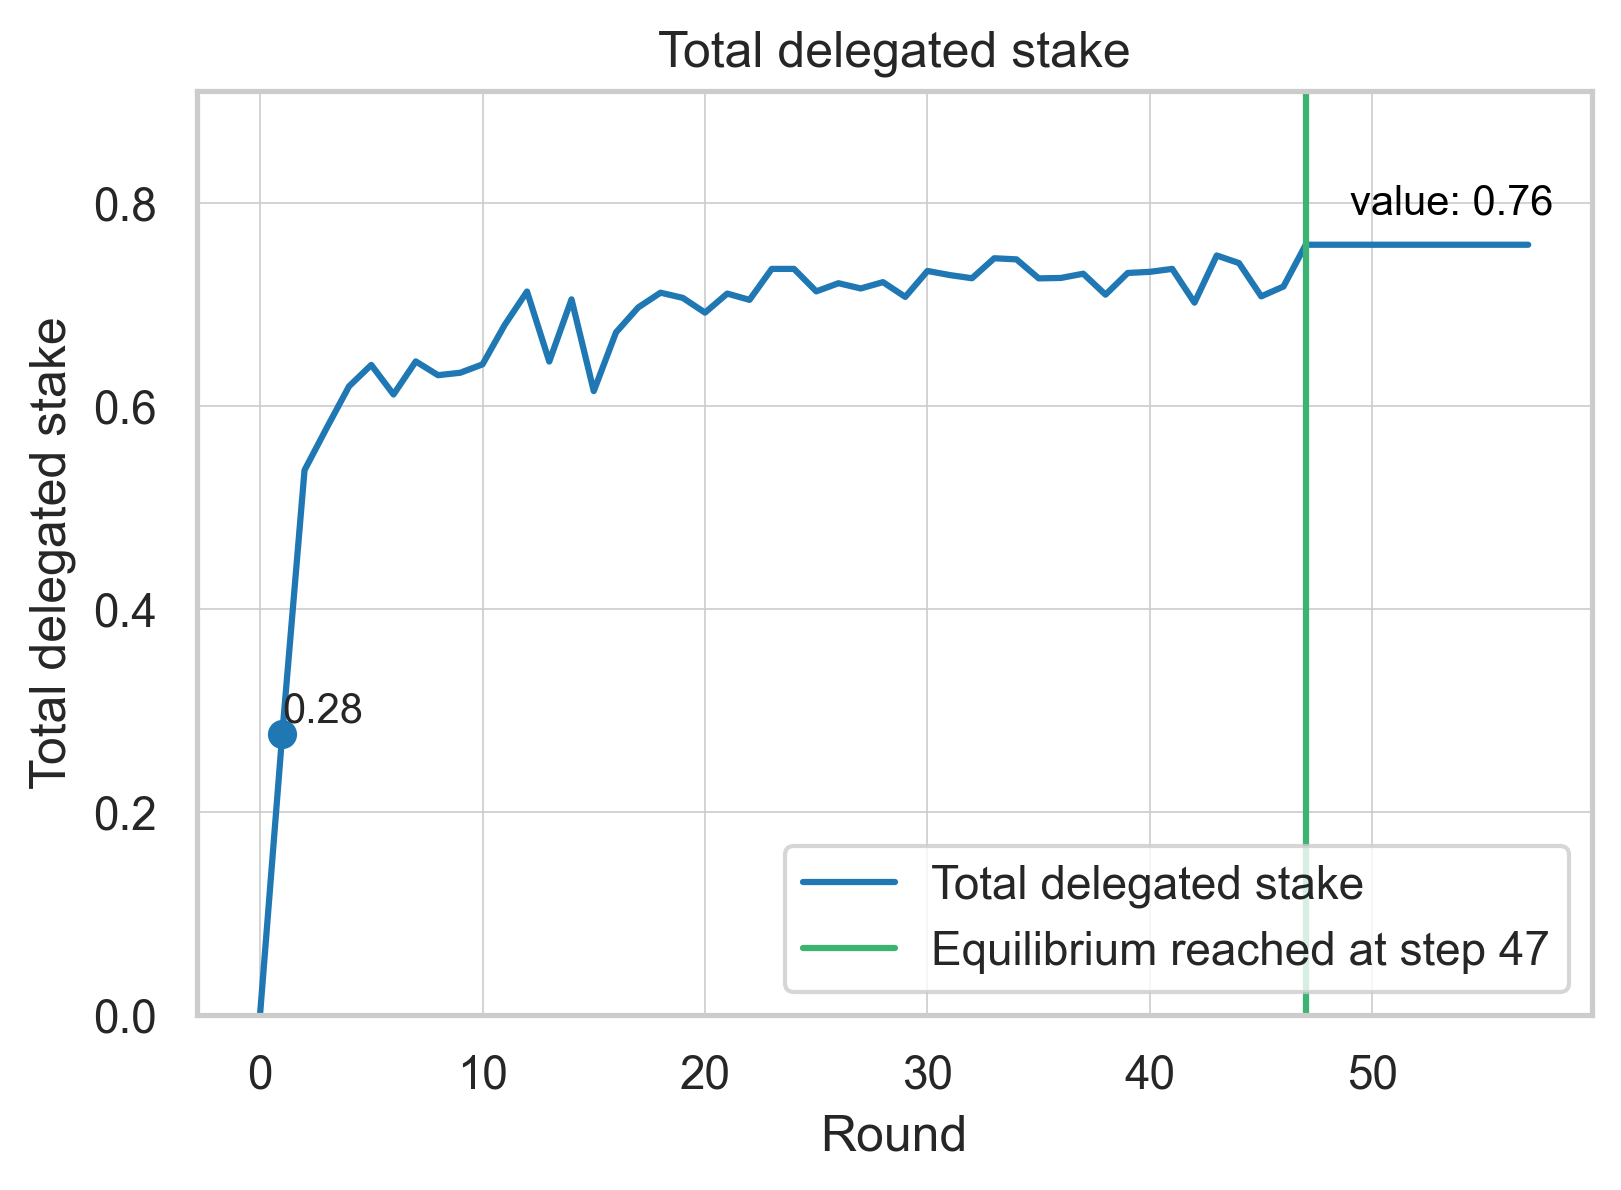 Total delegated stake
Total delegated stake
0.8
0.6
0.4
0.2
0.0
value: 0.76
0.28
Total delegated stake
Equilibrium reached at step 47
0
10
20
30
40
50
Round